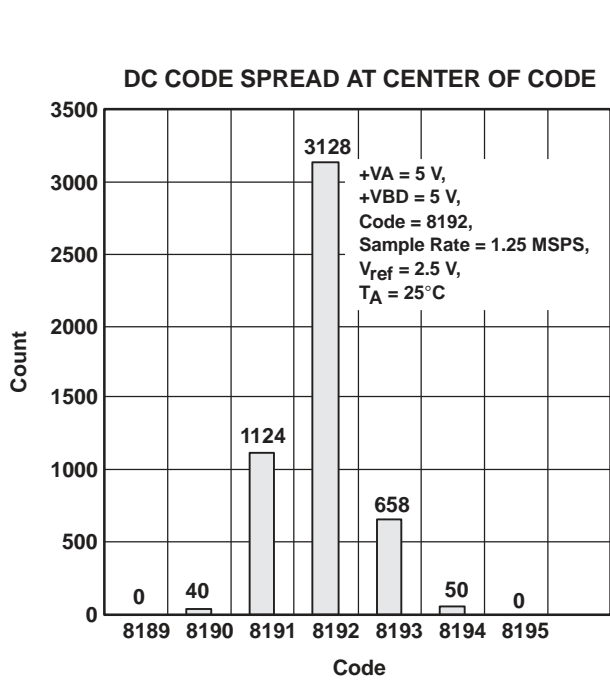 DC CODE SPREAD AT CENTER OF CODE
3500
3000
2500
2000
1500
1000
500
0
Count
3128
+VA = 5 V,
+VBD = 5 V,
Code = 8192,
Sample Rate = 1.25 MSPS,
Vref = 2.5 V,
TA = 25°C
1124
658
0
40
50
0
8189 8190 8191 8192 8193 8194 8195
Code